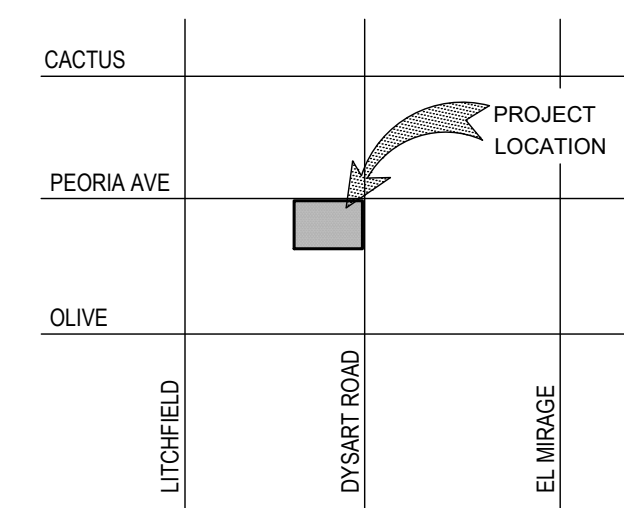 CACTUS
PROJECT
LOCATION
PEORIA AVE
OLIVE
LITCHFIELD
DYSART ROAD
EL MIRAGE